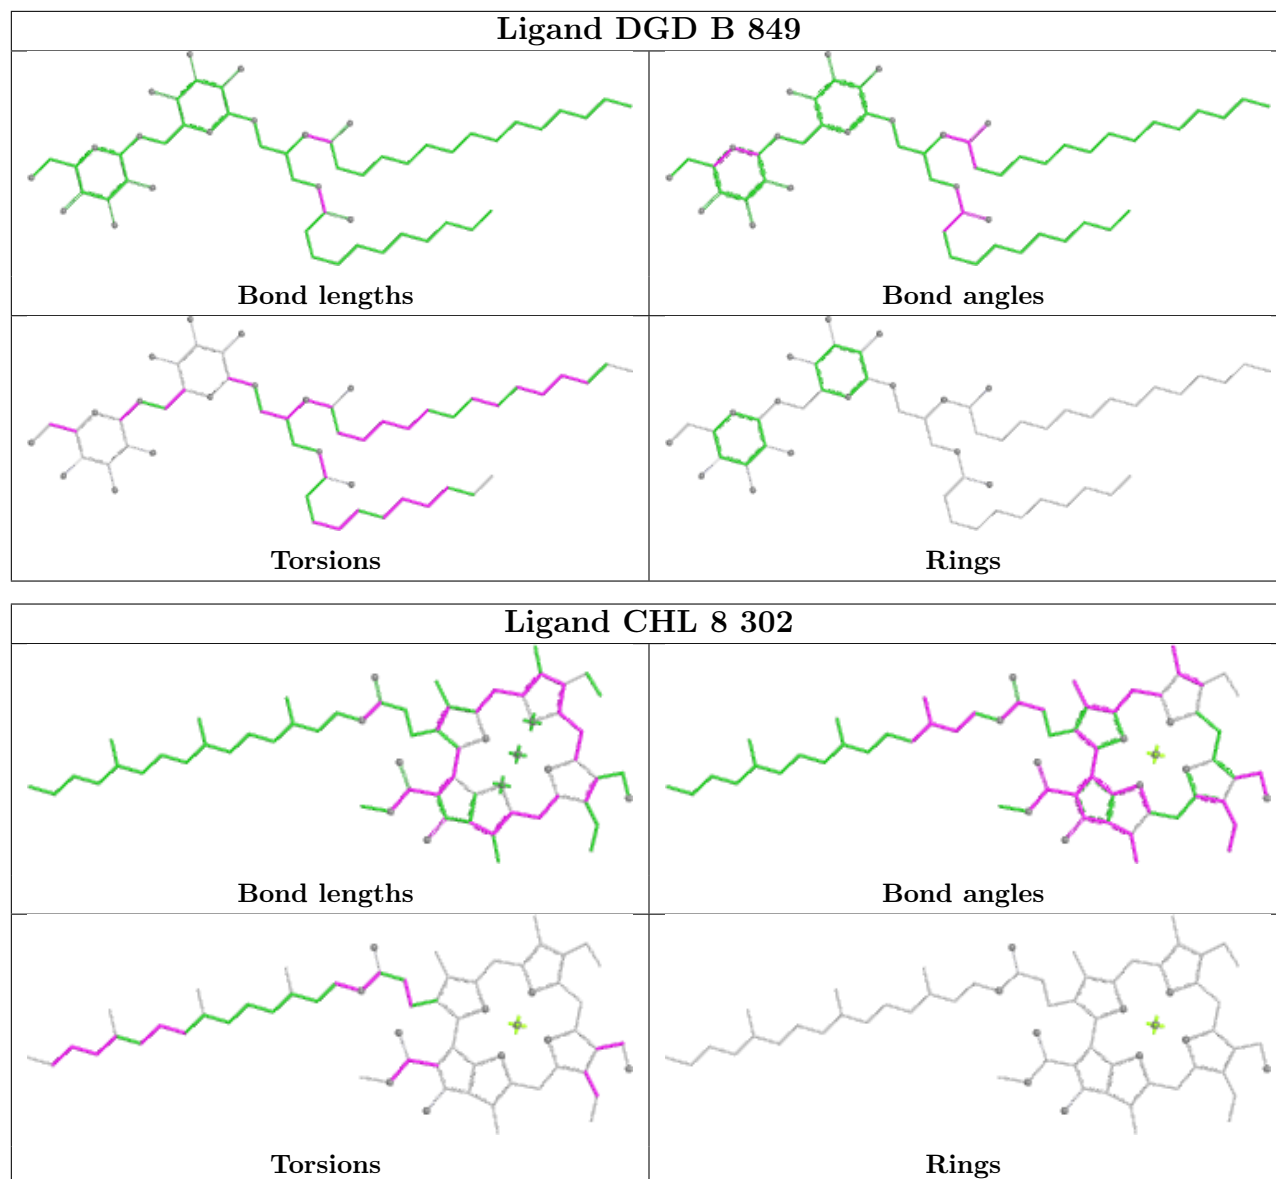 Ligand DGD B 849
Bond lengths
Bond angles
Torsions
Rings
Ligand CHL 8 302
Bond lengths
Bond angles
Torsions
Rings